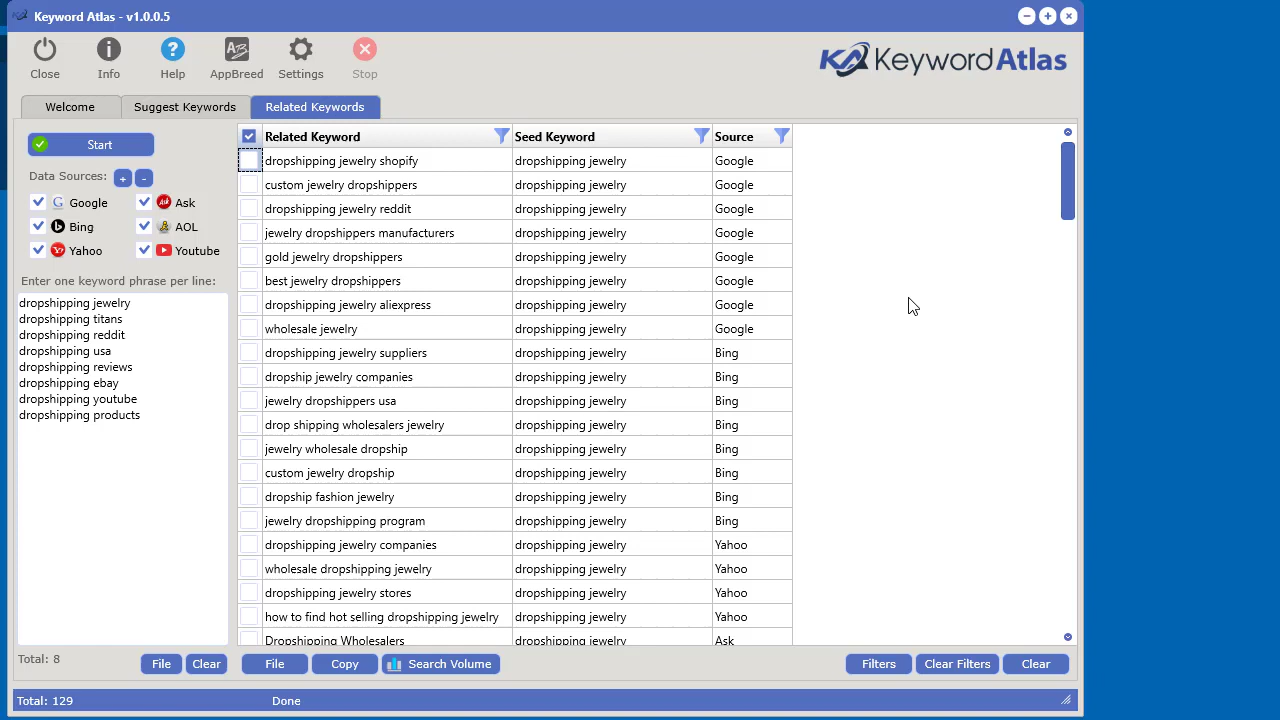 Keyword Atlas - v1.0.0.5
Close Info Help AppBreed Settings Stop
KA KeywordAtlas
Welcome Suggest Keywords Related Keywords
Start
Data Sources: + -
Google Ask
Bing AOL
Yahoo Youtube
Enter one keyword phrase per line:
dropshipping jewelry
dropshipping titans
dropshipping reddit
dropshipping usa
dropshipping reviews
dropshipping ebay
dropshipping youtube
dropshipping products
Total: 8
File Clear
Related Keyword Seed Keyword Source
dropshipping jewelry shopify dropshipping jewelry Google
custom jewelry dropshippers dropshipping jewelry Google
dropshipping jewelry reddit dropshipping jewelry Google
jewelry dropshippers manufacturers dropshipping jewelry Google
gold jewelry dropshippers dropshipping jewelry Google
best jewelry dropshippers dropshipping jewelry Google
dropshipping jewelry aliexpress dropshipping jewelry Google
wholesale jewelry dropshipping jewelry Google
dropshipping jewelry suppliers dropshipping jewelry Bing
dropship jewelry companies dropshipping jewelry Bing
jewelry dropshippers usa dropshipping jewelry Bing
drop shipping wholesalers jewelry dropshipping jewelry Bing
jewelry wholesale dropship dropshipping jewelry Bing
custom jewelry dropship dropshipping jewelry Bing
dropship fashion jewelry dropshipping jewelry Bing
jewelry dropshipping program dropshipping jewelry Bing
dropshipping jewelry companies dropshipping jewelry Yahoo
wholesale dropshipping jewelry dropshipping jewelry Yahoo
dropshipping jewelry stores dropshipping jewelry Yahoo
how to find hot selling dropshipping jewelry dropshipping jewelry Yahoo
Dropshipping Wholesalers dropshipping jewelry Ask
File Copy Search Volume Filters Clear Filters Clear
Total: 129 Done